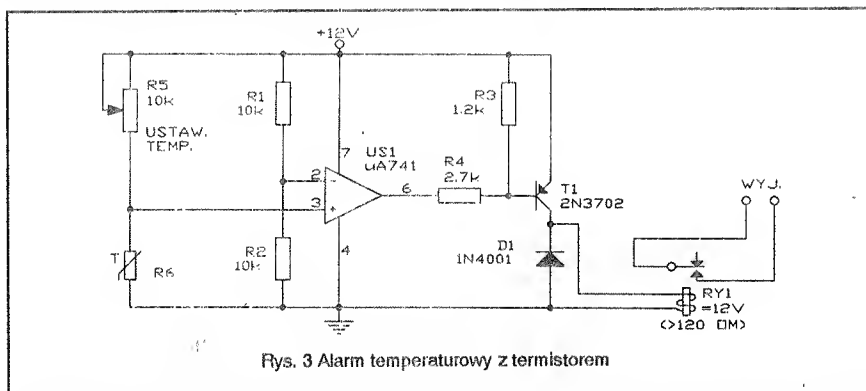 +12V
R5
10k
USTAW.
TEMP.
R1
10k
R3
1.2k
7
US1
uA741
2
-
3
+
6
4
R4
2.7k
T1
2N3702
WYJ.
T
R6
R2
10k
D1
1N4001
RY1
=12V
(>120 □M)
Rys. 3 Alarm temperaturowy z termistorem